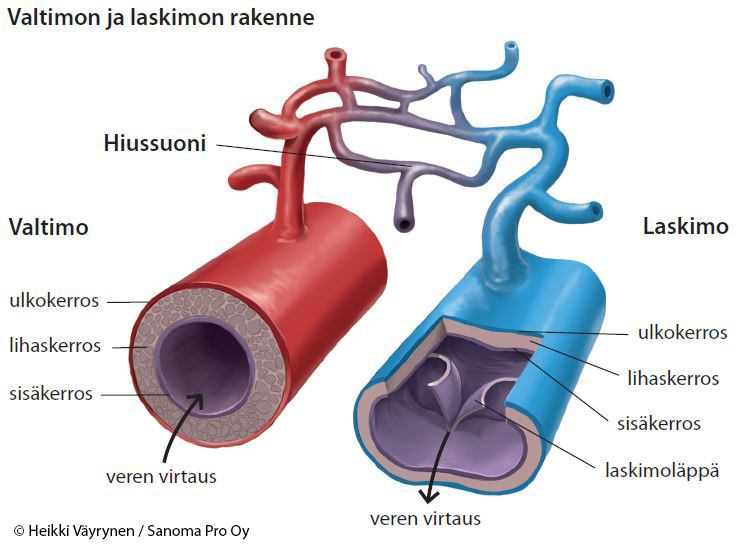 Valtimon ja laskimon rakenne
Hiussuoni
Valtimo
Laskimo
ulkokerros
lihaskerros
sisäkerros
veren virtaus
ulkokerros
lihaskerros
sisäkerros
laskimoläppä
veren virtaus
© Heikki Väyrynen / Sanoma Pro Oy